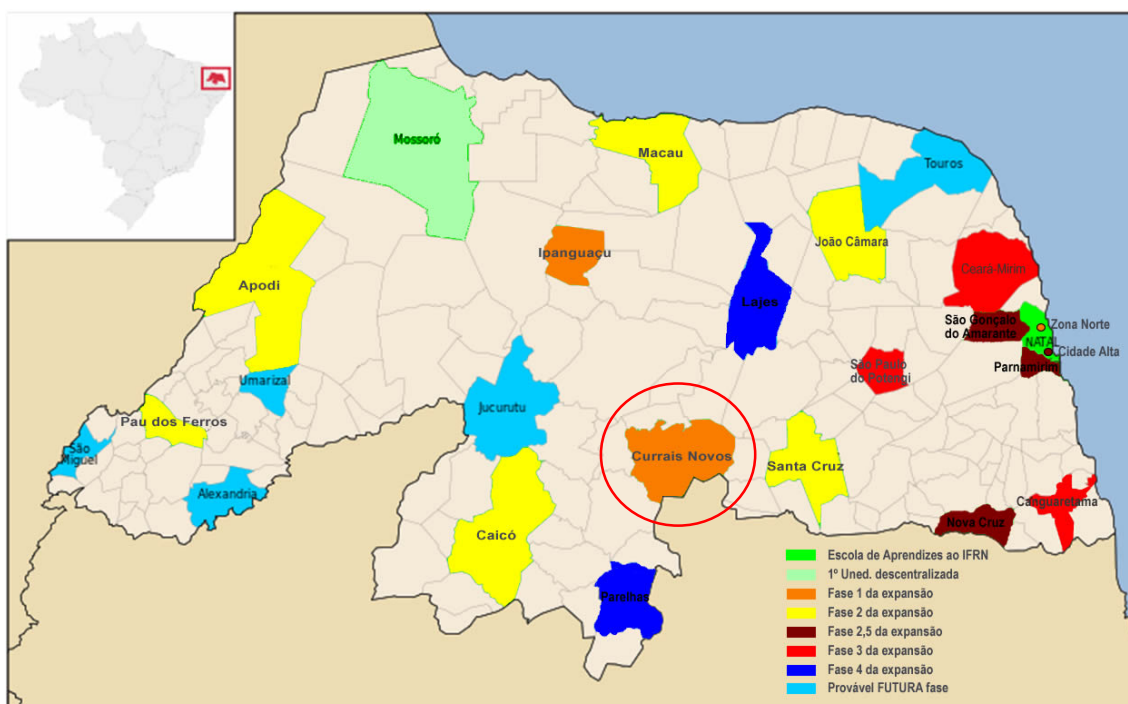 Mossoró
Macau
Touros
João Câmara
Ipanguaçu
Ceará-Mirim
Apodi
Lajes
São Gonçalo
do Amarante
Zona Norte
NATAL
Cidade Alta
Parnamirim
São Paulo
do Potengi
Umarizal
Jucurutu
Pau dos Ferros
São
Miguel
Currais Novos
Santa Cruz
Alexandria
Canguaretama
Nova Cruz
Caicó
Parelhas
Escola de Aprendizes ao IFRN
1º Uned. descentralizada
Fase 1 da expansão
Fase 2 da expansão
Fase 2,5 da expansão
Fase 3 da expansão
Fase 4 da expansão
Provável FUTURA fase